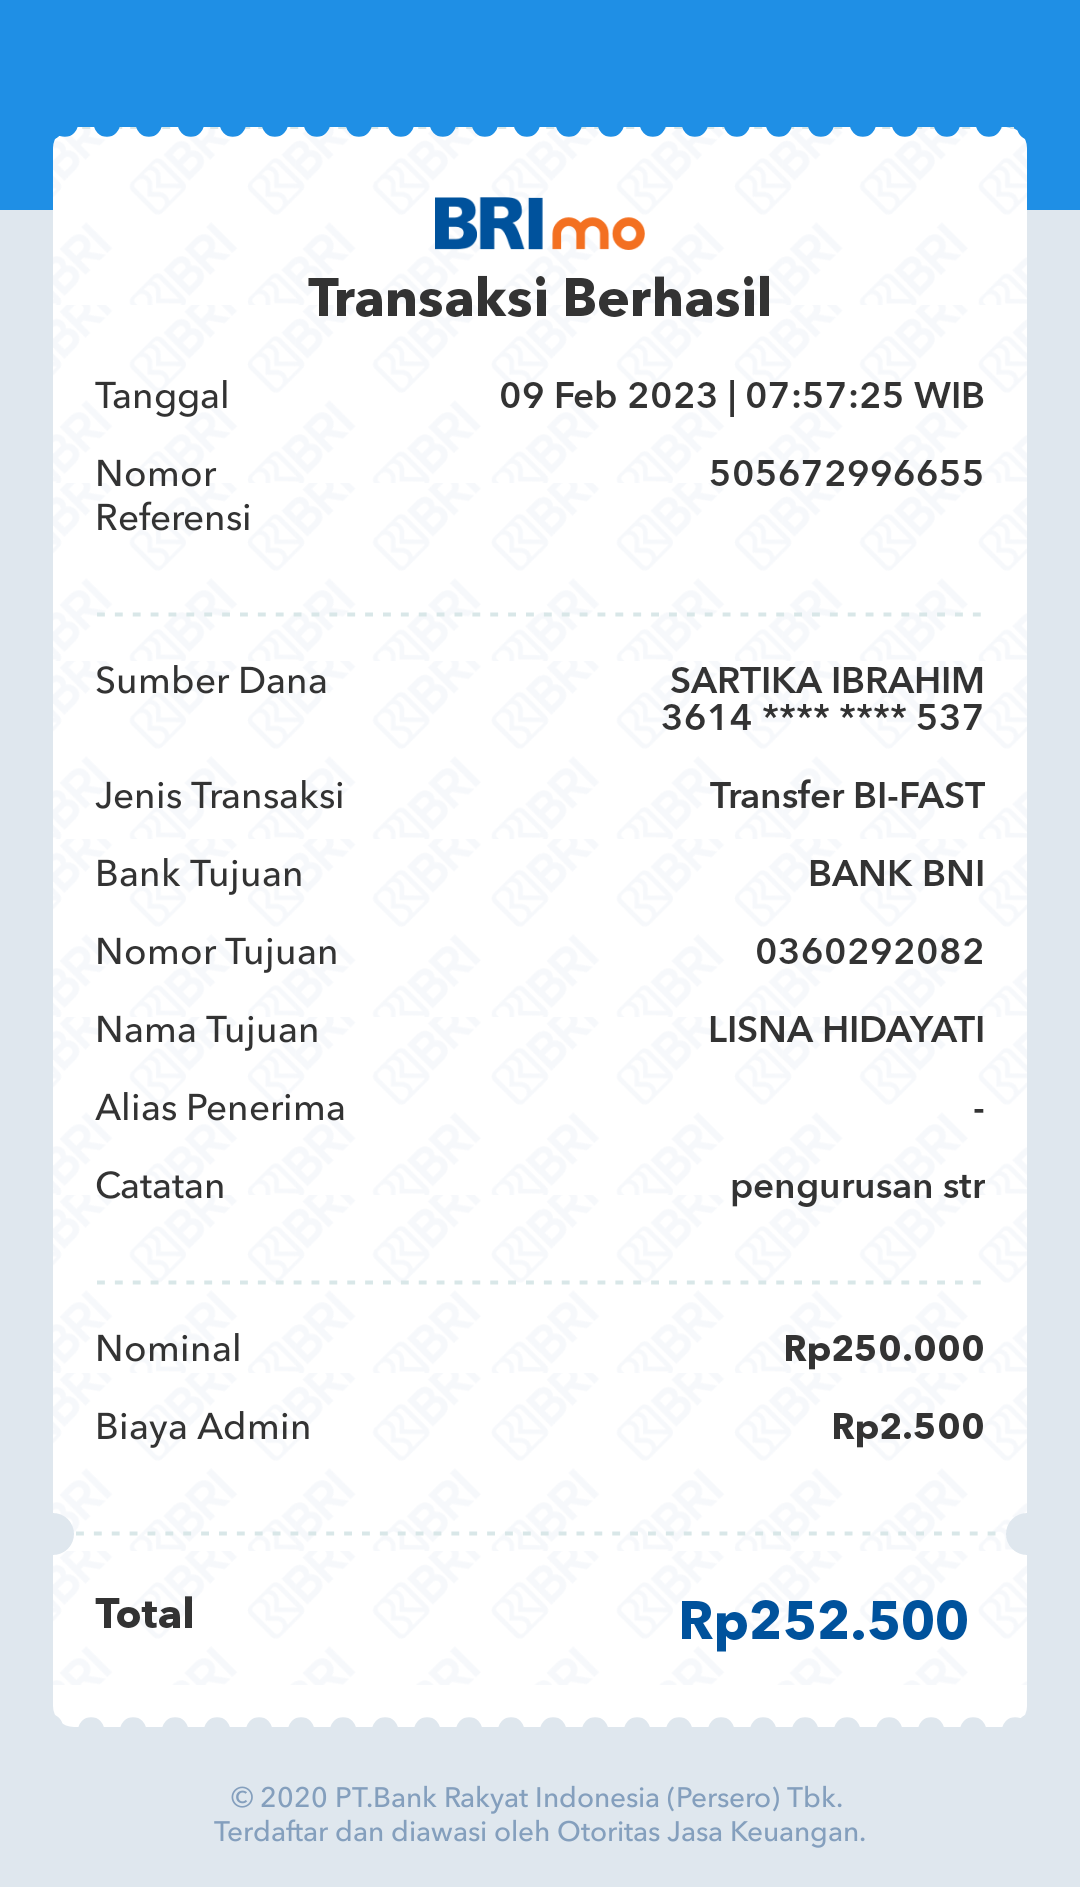 BRImo
Transaksi Berhasil
Tanggal 09 Feb 2023 | 07:57:25 WIB
Nomor Referensi 505672996655
Sumber Dana SARTIKA IBRAHIM
3614 **** **** 537
Jenis Transaksi Transfer BI-FAST
Bank Tujuan BANK BNI
Nomor Tujuan 0360292082
Nama Tujuan LISNA HIDAYATI
Alias Penerima -
Catatan pengurusan str
Nominal Rp250.000
Biaya Admin Rp2.500
Total Rp252.500
© 2020 PT.Bank Rakyat Indonesia (Persero) Tbk.
Terdaftar dan diawasi oleh Otoritas Jasa Keuangan.